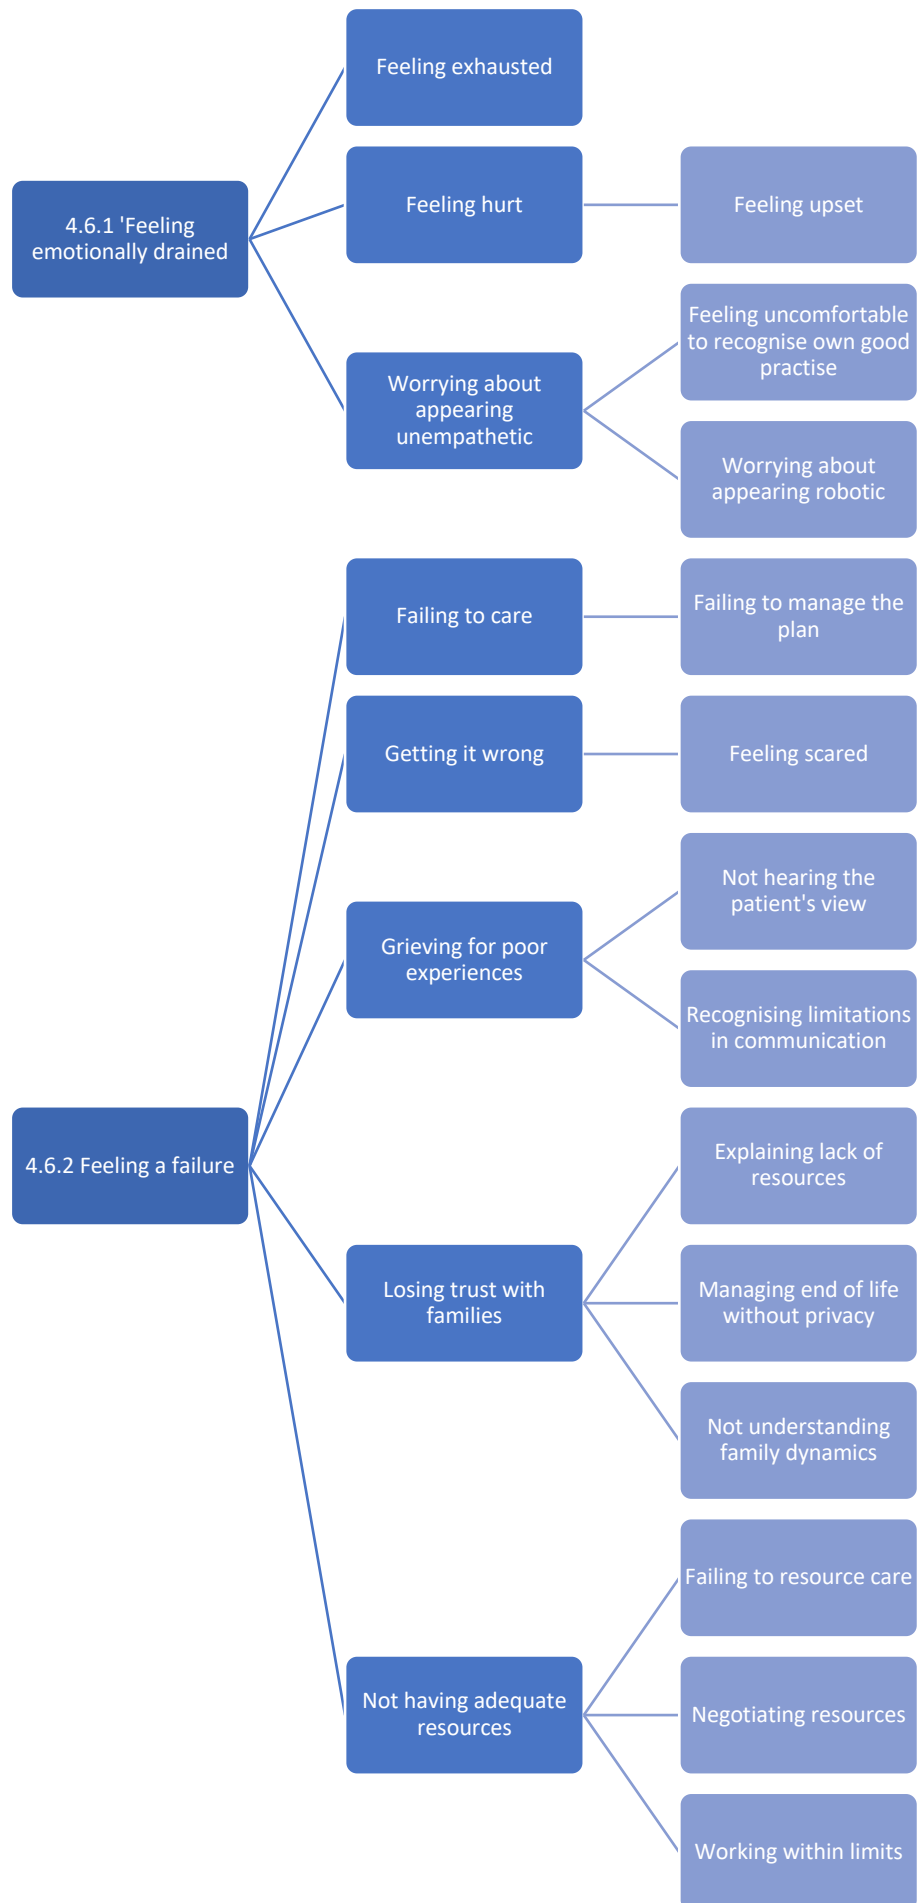 4.6.1 'Feeling
emotionally drained
Feeling exhausted
Feeling hurt
Feeling upset
Worrying about
appearing
unempathetic
Feeling uncomfortable
to recognise own good
practise
Worrying about
appearing robotic
4.6.2 Feeling a failure
Failing to care
Failing to manage the
plan
Getting it wrong
Feeling scared
Grieving for poor
experiences
Not hearing the
patient's view
Recognising limitations
in communication
Losing trust with
families
Explaining lack of
resources
Managing end of life
without privacy
Not understanding
family dynamics
Not having adequate
resources
Failing to resource care
Negotiating resources
Working within limits